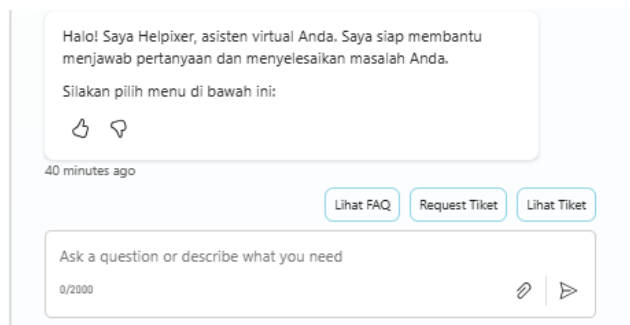 Halo! Saya Helpixer, asisten virtual Anda. Saya siap membantu
menjawab pertanyaan dan menyelesaikan masalah Anda.
Silakan pilih menu di bawah ini:
40 minutes ago
Lihat FAQ Request Tiket Lihat Tiket
Ask a question or describe what you need
0/2000